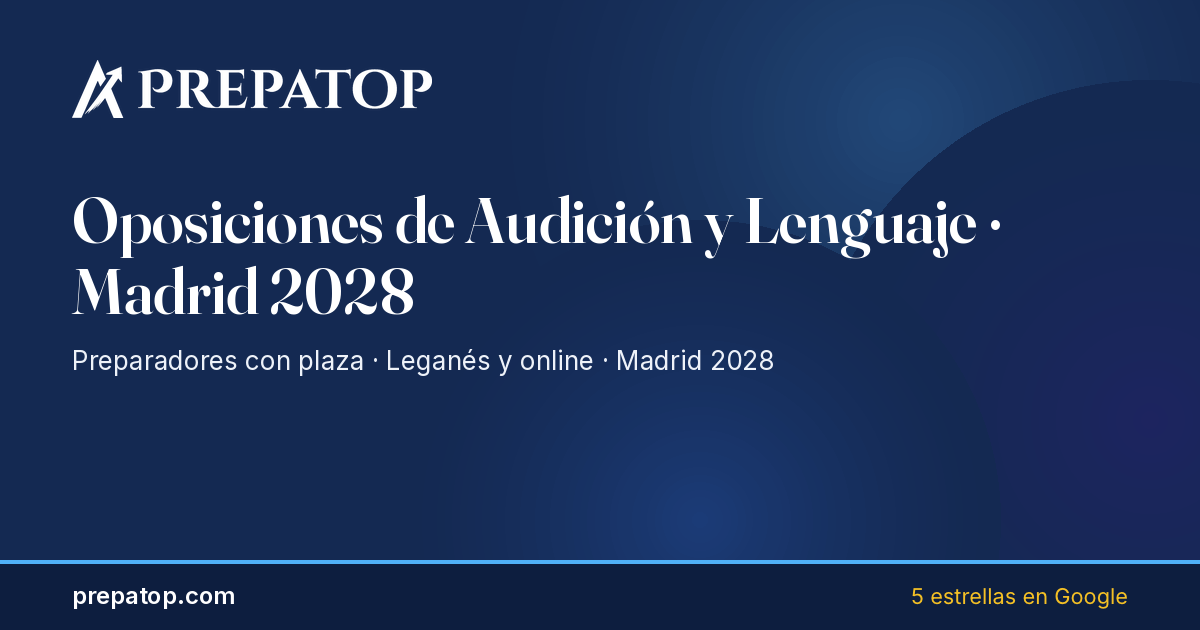 PREPATOP
Oposiciones de Audición y Lenguaje ·
Madrid 2028
Preparadores con plaza · Leganés y online · Madrid 2028
prepatop.com
5 estrellas en Google